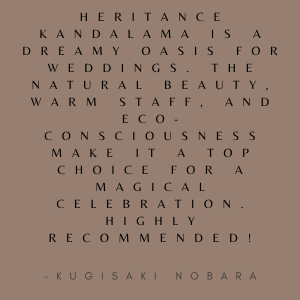 HERITANCE
KANDALAMA IS A
DREAMY OASIS FOR
WEDDINGS. THE
NATURAL BEAUTY,
WARM STAFF, AND
ECO-
CONSCIOUSNESS
MAKE IT A TOP
CHOICE FOR A
MAGICAL
CELEBRATION.
HIGHLY
RECOMMENDED!
-KUGISAKI NOBARA